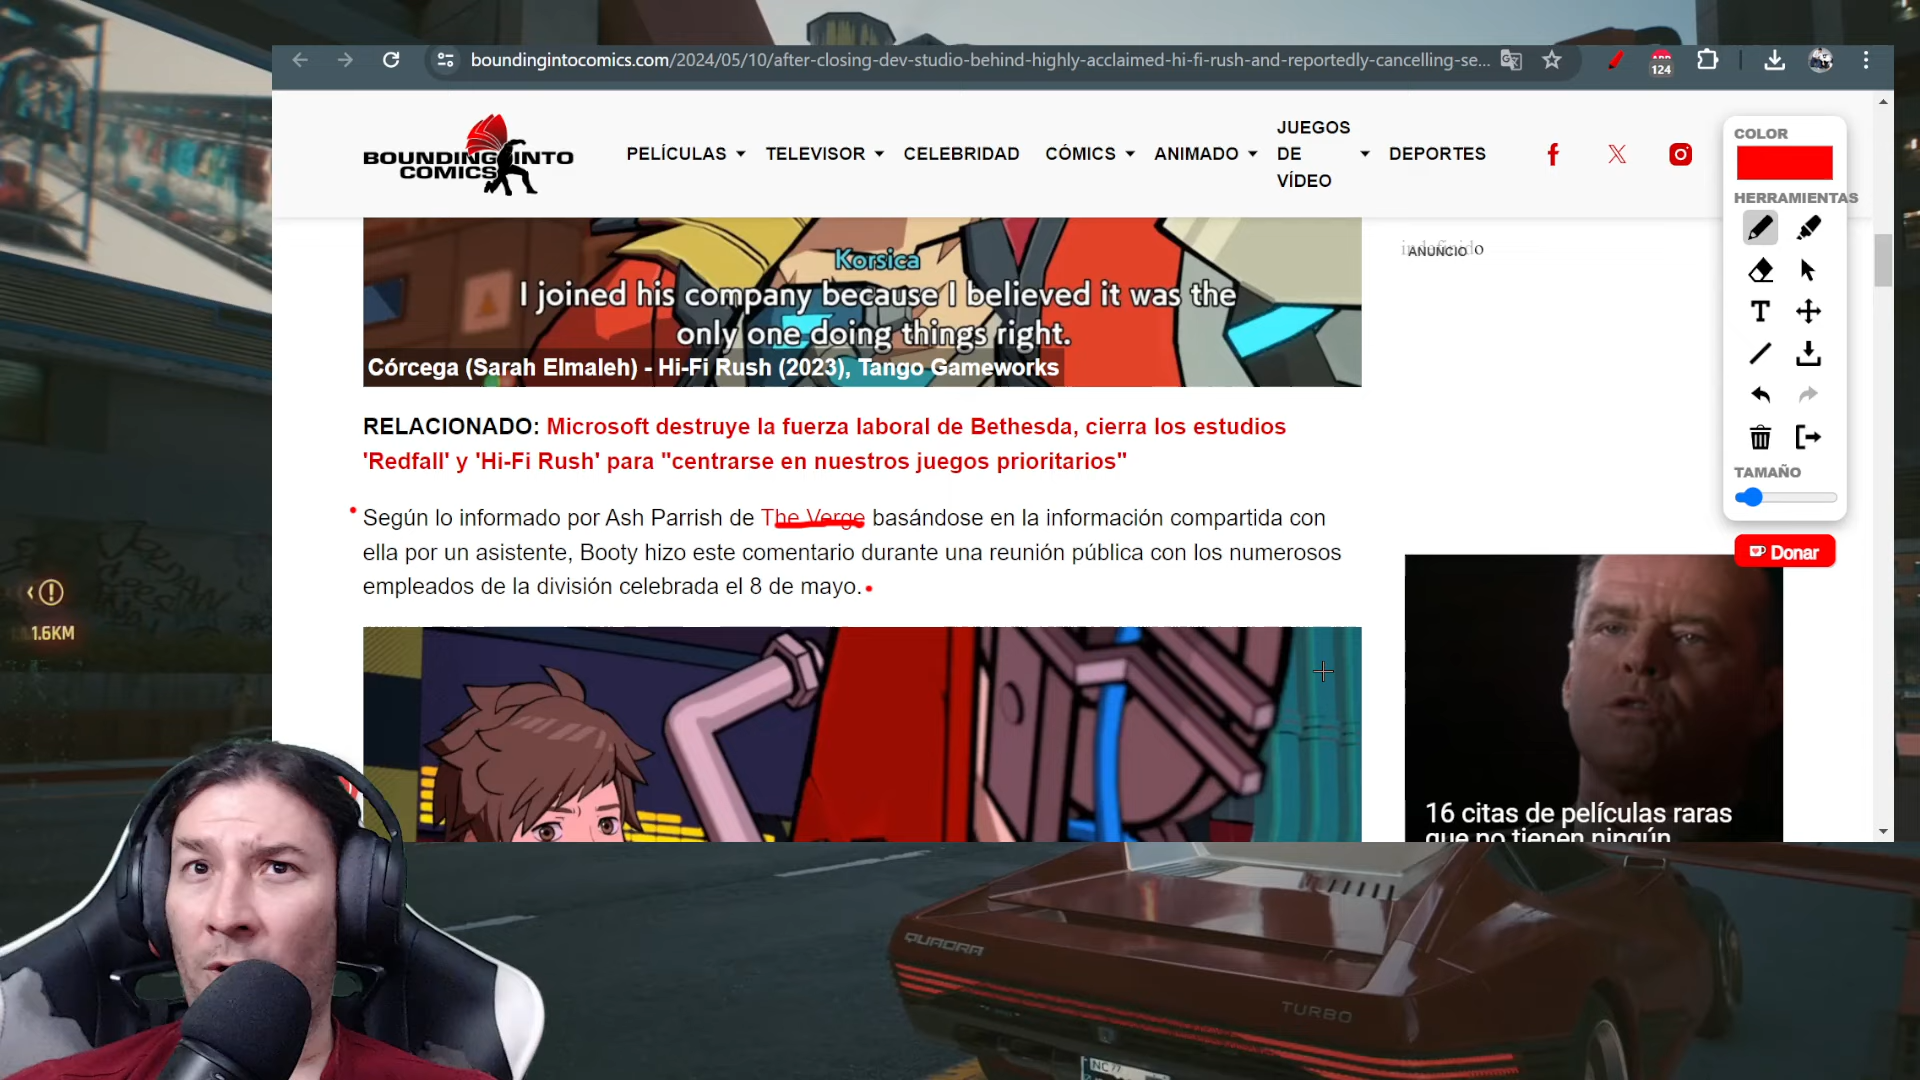 boundingintocomics.com/2024/05/10/after-closing-dev-studio-behind-highly-acclaimed-hi-fi-rush-and-reportedly-cancelling-se...
124
BOUNDING INTO
COMICS
PELÍCULAS
TELEVISOR
CELEBRIDAD
CÓMICS
ANIMADO
JUEGOS
DE
VÍDEO
DEPORTES
COLOR
HERRAMIENTAS
TAMAÑO
Donar
ANUNCIO
Korsica
I joined his company because I believed it was the
only one doing things right.
Córcega (Sarah Elmaleh) - Hi-Fi Rush (2023), Tango Gameworks
RELACIONADO: Microsoft destruye la fuerza laboral de Bethesda, cierra los estudios
'Redfall' y 'Hi-Fi Rush' para "centrarse en nuestros juegos prioritarios"
Según lo informado por Ash Parrish de The Verge basándose en la información compartida con
ella por un asistente, Booty hizo este comentario durante una reunión pública con los numerosos
empleados de la división celebrada el 8 de mayo.
16 citas de películas raras
que no tienen ningún
1.6KM
QUADRA
TURBO
NC77